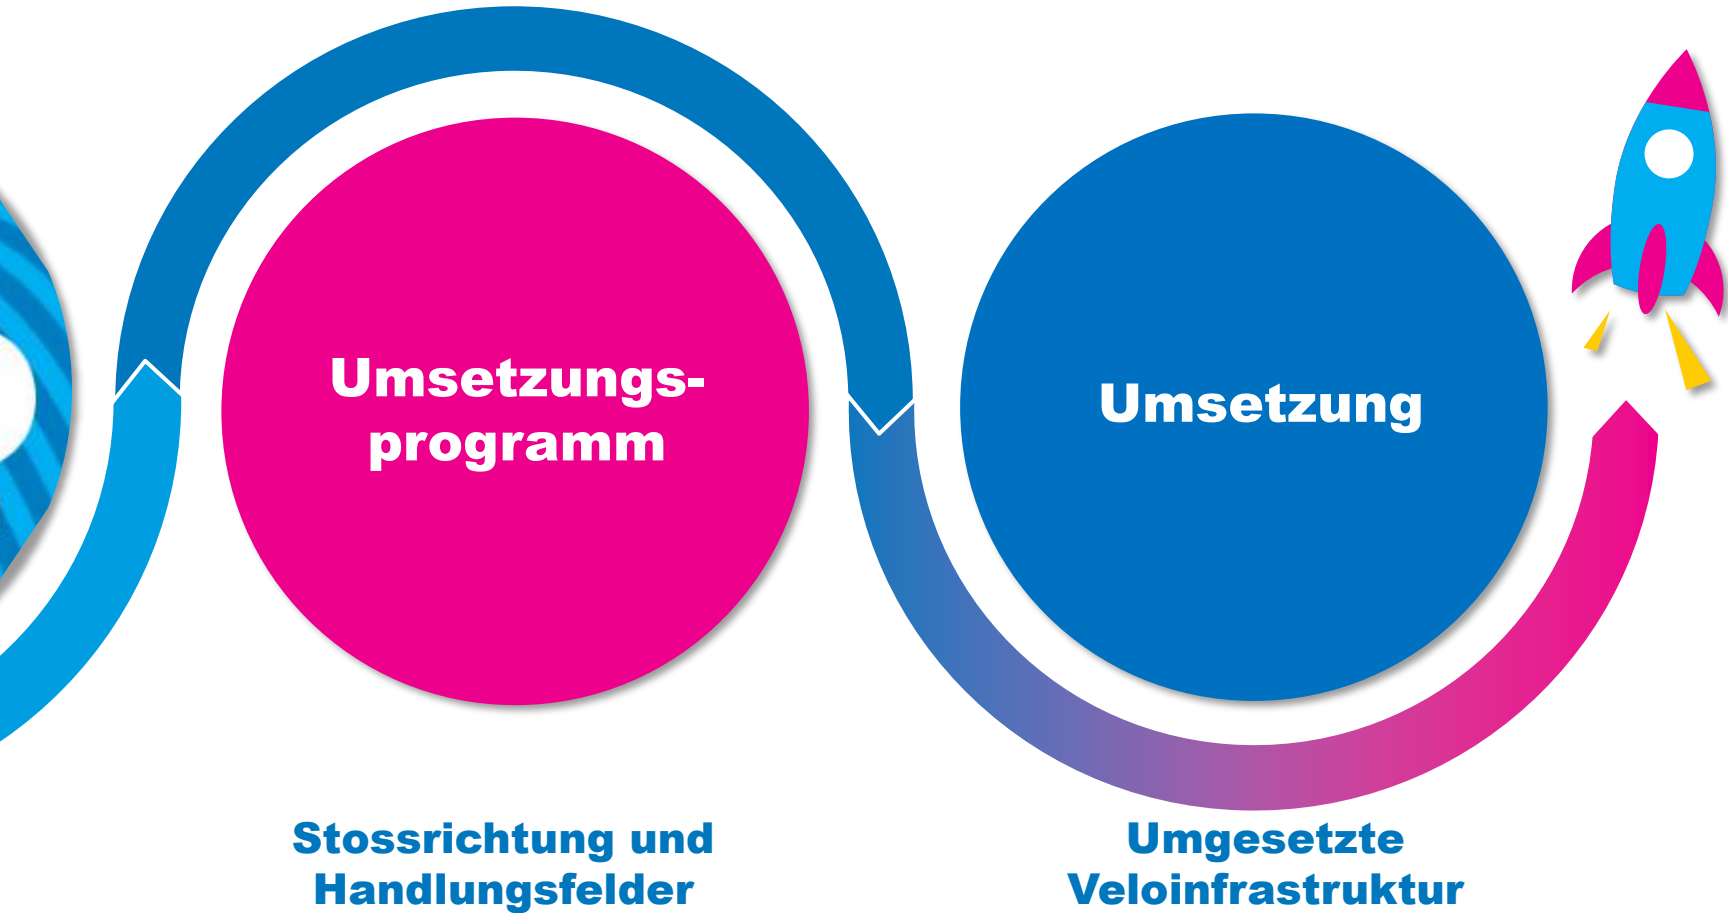 Umsetzungs-
programm
Umsetzung
Stossrichtung und
Handlungsfelder
Umgesetzte
Veloinfrastruktur